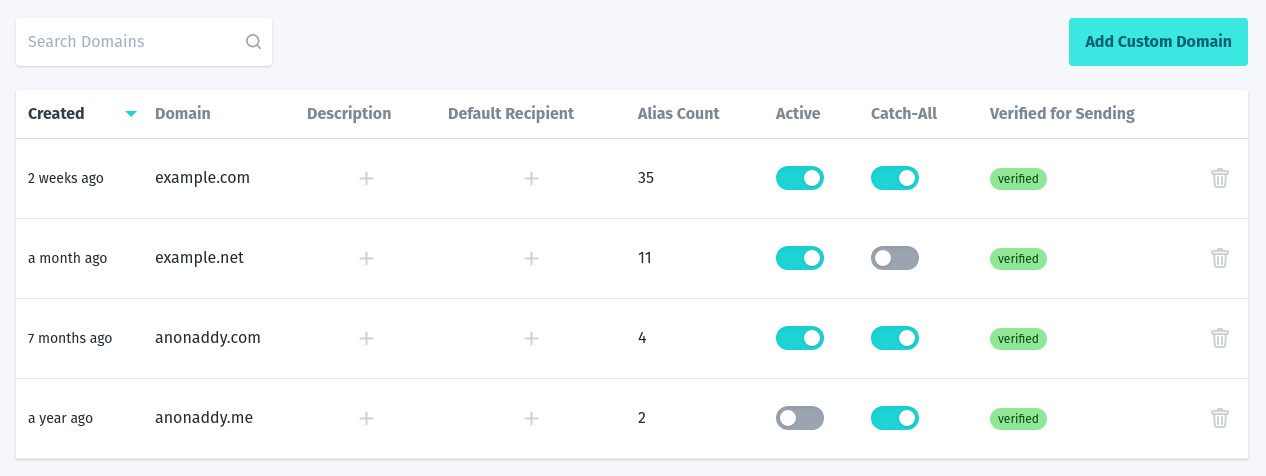 Search Domains Add Custom Domain
Created Domain Description Default Recipient Alias Count Active Catch-All Verified for Sending
2 weeks ago example.com 35 verified
a month ago example.net 11 verified
7 months ago anonaddy.com 4 verified
a year ago anonaddy.me 2 verified